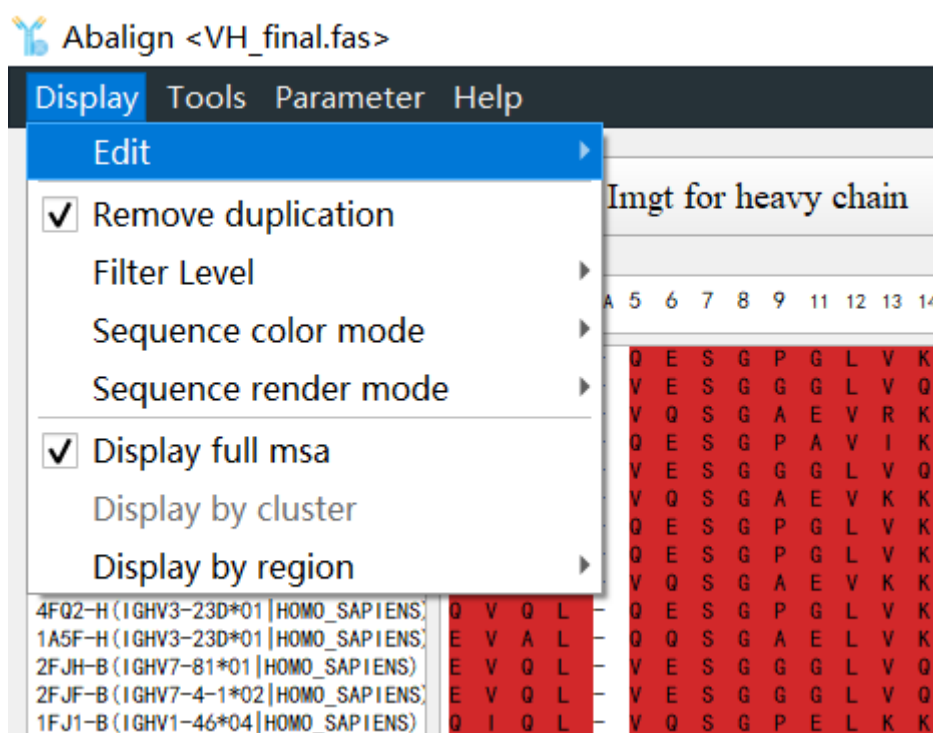 Abalign <VH_final.fas>
Display Tools Parameter Help
Edit
Remove duplication
Imgt for heavy chain
Filter Level
A 5 6 7 8 9 11 12 13 14
Sequence color mode
Sequence render mode
Display full msa
Display by cluster
Display by region
Q E S G P G L V K
V E S G G G L V Q
V Q S G A E V R K
Q E S G P A V I K
V E S G G G L V Q
V Q S G A E V K K
Q E S G P G L V K
Q E S G P G L V K
V Q S G A E V K K
4FQ2-H(IGHV3-23D*01|HOMO_SAPIENS) Q V Q L - Q E S G P G L V K
1A5F-H(IGHV3-23D*01|HOMO_SAPIENS) E V A L - Q Q S G A E L V K
2FJH-B(IGHV7-81*01|HOMO_SAPIENS) E V Q L - V E S G G G L V Q
2FJF-B(IGHV7-4-1*02|HOMO_SAPIENS) E V Q L - V E S G G G L V Q
1FJ1-B(IGHV1-46*04|HOMO_SAPIENS) Q I Q L - V Q S G P E L K K